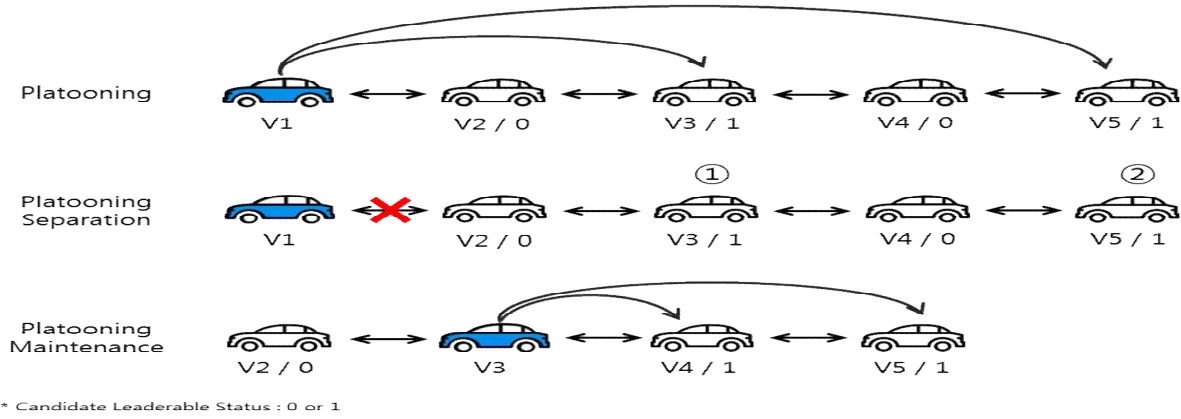 Platooning
V1
V2 / 0
V3 / 1
V4 / 0
V5 / 1
①
②
Platooning
Separation
V1
V2 / 0
V3 / 1
V4 / 0
V5 / 1
Platooning
Maintenance
V2 / 0
V3
V4 / 1
V5 / 1
* Candidate Leaderable Status : 0 or 1